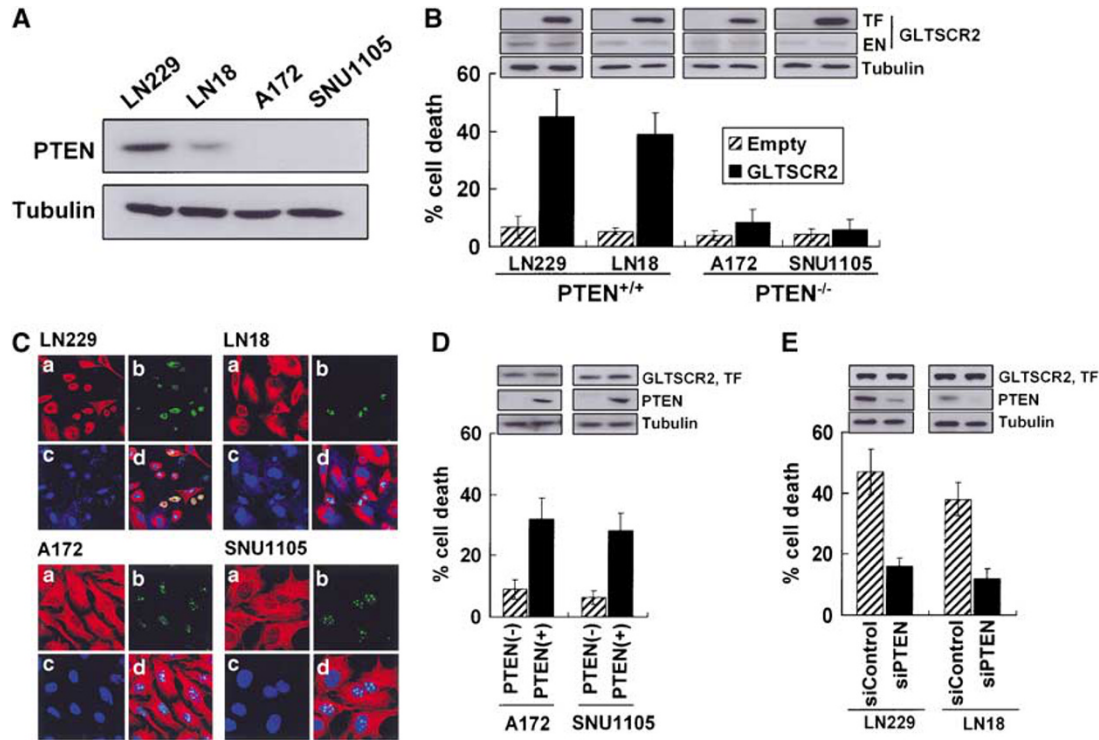 A
LN229 LN18 A172 SNU1105
PTEN
Tubulin
B
TF
EN
GLTSCR2
Tubulin
60
40
20
0
% cell death
Empty
GLTSCR2
LN229 LN18 A172 SNU1105
PTEN+/+ PTEN-/-
C
LN229 LN18
a b a b
c d c d
A172 SNU1105
a b a b
c d c d
D
GLTSCR2, TF
PTEN
Tubulin
60
40
20
0
% cell death
PTEN(-) PTEN(+) PTEN(-) PTEN(+)
A172 SNU1105
E
GLTSCR2, TF
PTEN
Tubulin
60
40
20
0
% cell death
siControl siPTEN siControl siPTEN
LN229 LN18